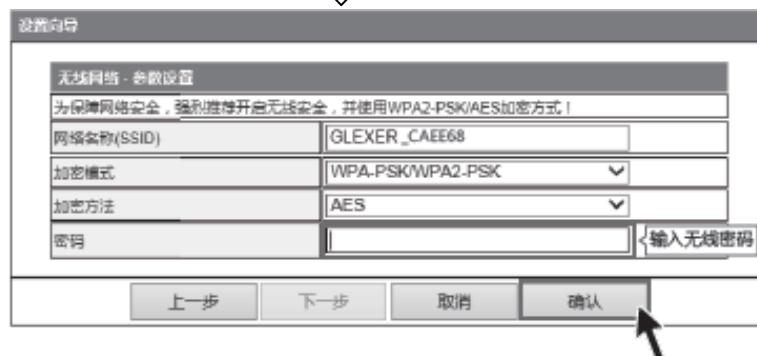 设置向导
无线网络 - 参数设置
为保障网络安全，强烈推荐开启无线安全，并使用WPA2-PSK/AES加密方式！
网络名称(SSID) GLEXER_CAEE68
加密模式 WPA-PSK/WPA2-PSK
加密方法 AES
密码 输入无线密码
上一步 下一步 取消 确认